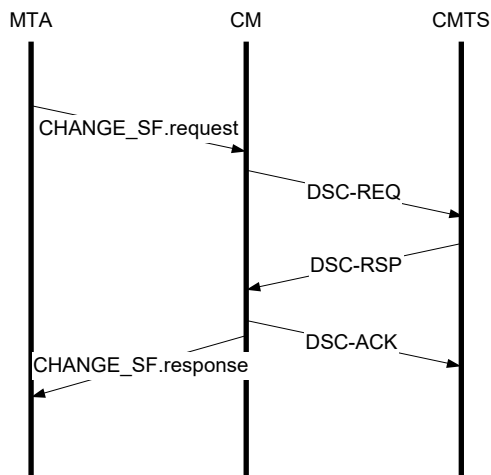 MTA CM CMTS
CHANGE_SF.request
DSC-REQ
DSC-RSP
DSC-ACK
CHANGE_SF.response